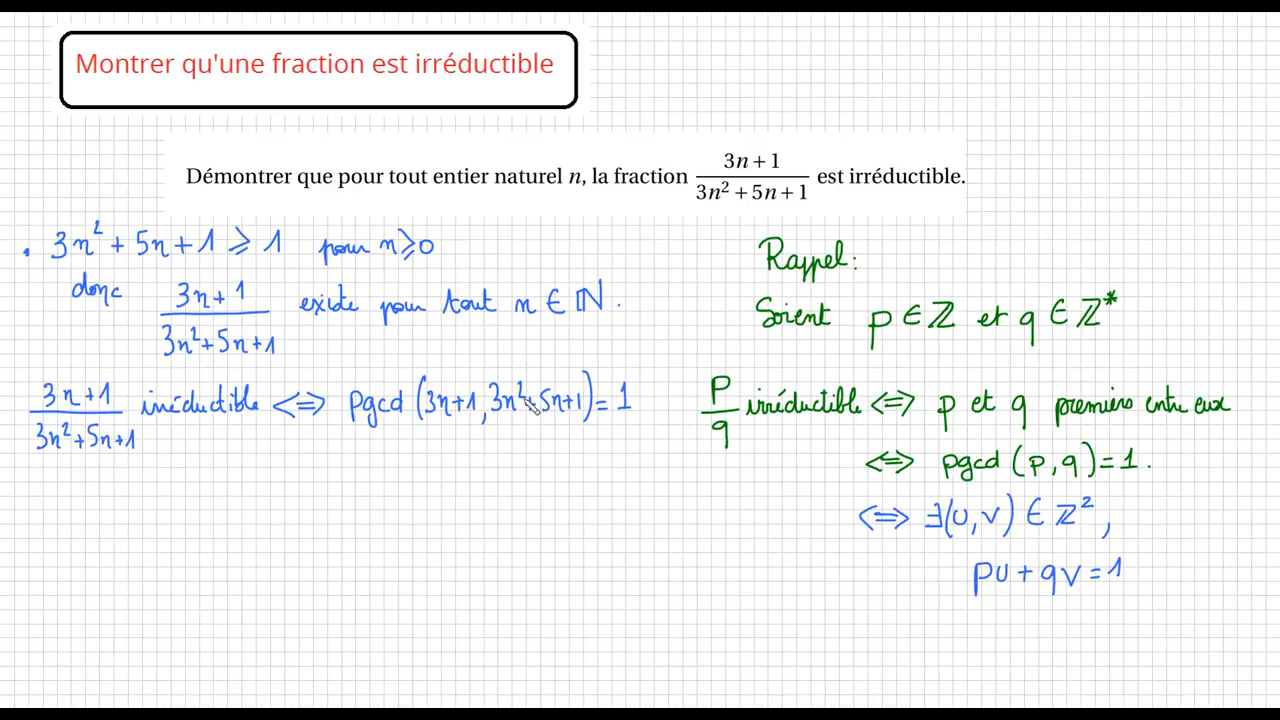 Montrer qu'une fraction est irréductible
Démontrer que pour tout entier naturel n, la fraction (3n + 1)/(3n² + 5n + 1) est irréductible.
. 3n² + 5n + 1 ⩾ 1 pour n ⩾ 0
donc (3n + 1)/(3n² + 5n + 1) existe pour tout n ∈ ℕ.
(3n + 1)/(3n² + 5n + 1) irréductible ⟺ pgcd (3n+1, 3n²+5n+1) = 1
Rappel :
Soient p ∈ ℤ et q ∈ ℤ*
p/q irréductible ⟺ p et q premiers entre eux
⟺ pgcd (p, q) = 1.
⟺ ∃(u, v) ∈ ℤ²,
pu + qv = 1